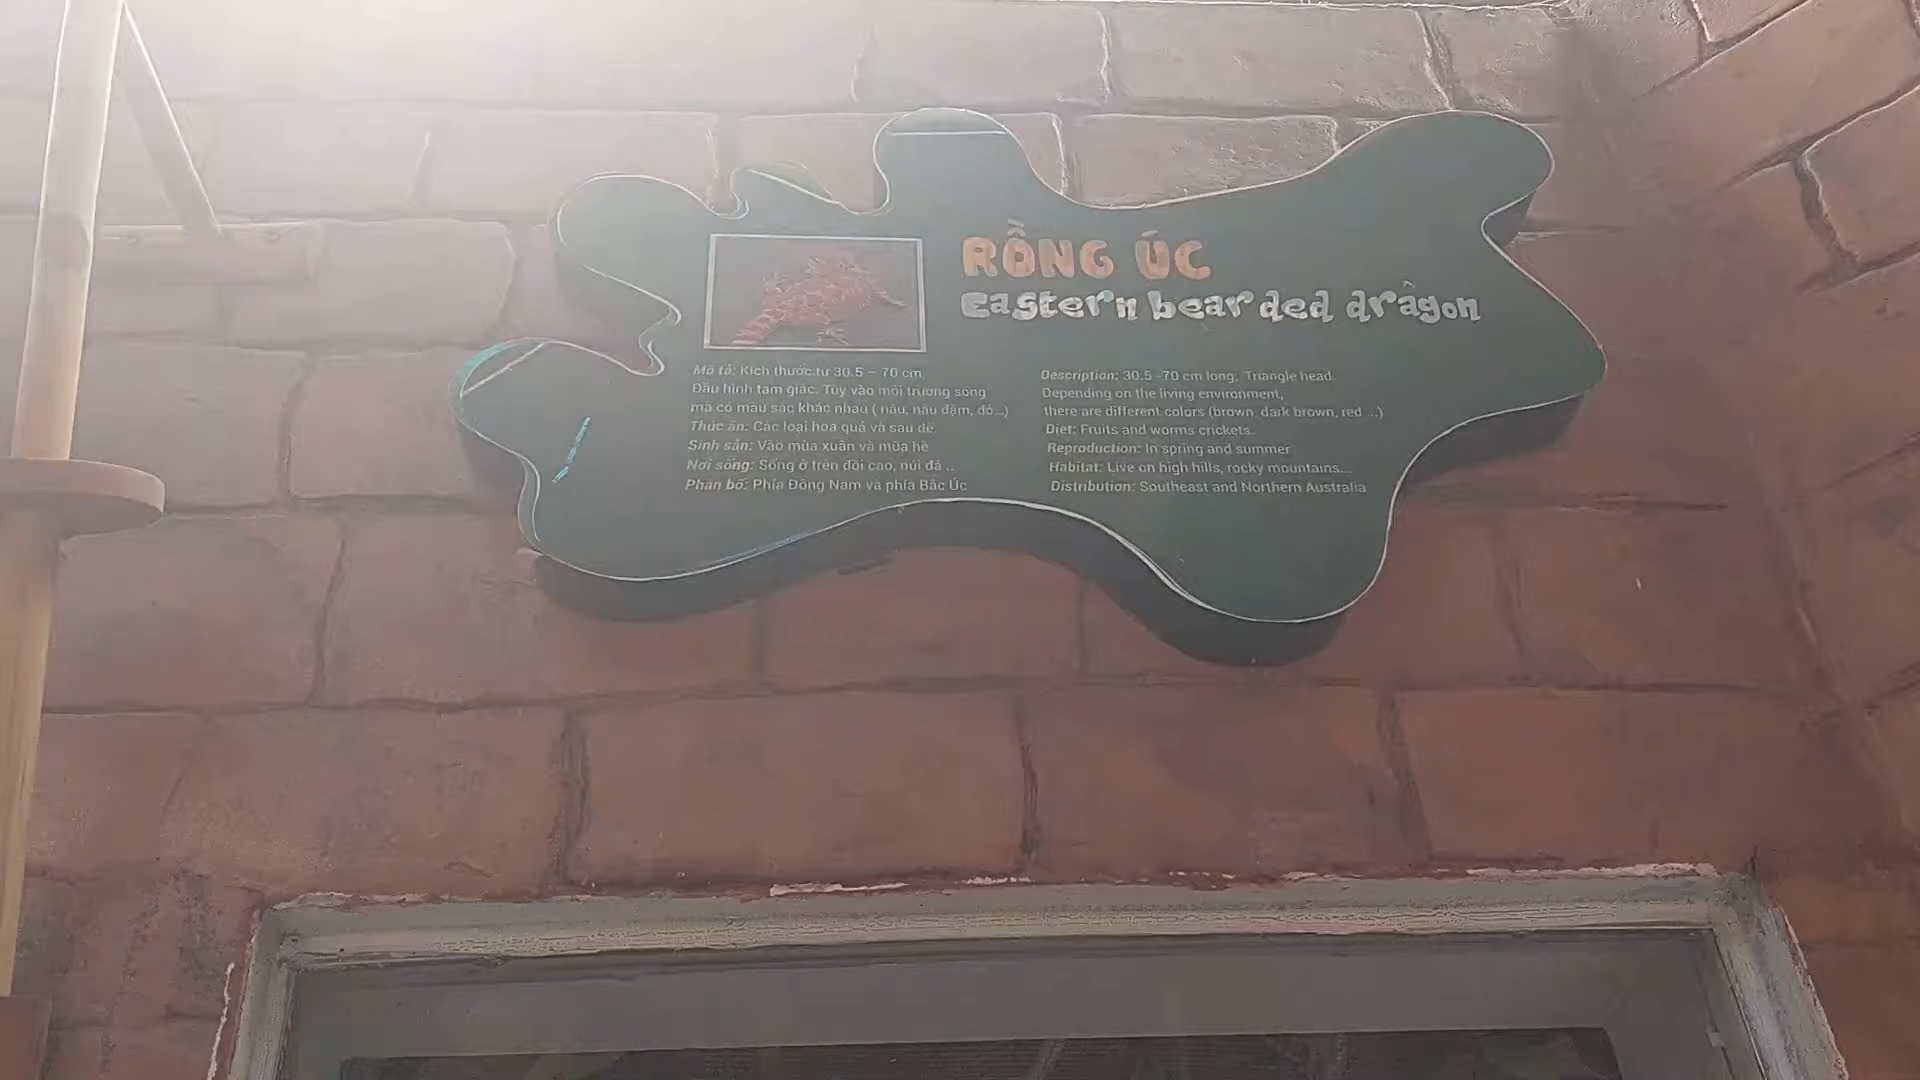 RỒNG ÚC
Eastern bearded dragon
Mô tả: Kích thước từ 30.5 – 70 cm
Đầu hình tam giác. Tùy vào môi trường sống
mà có màu sắc khác nhau ( nâu, nâu đậm, đỏ...)
Thức ăn: Các loại hoa quả và sâu dế.
Sinh sản: Vào mùa xuân và mùa hè
Nơi sống: Sống ở trên đồi cao, núi đá ...
Phân bố: Phía Đông Nam và phía Bắc Úc
Description: 30.5 -70 cm long, Triangle head.
Depending on the living environment,
there are different colors (brown, dark brown, red ...)
Diet: Fruits and worms crickets.
Reproduction: In spring and summer
Habitat: Live on high hills, rocky mountains...
Distribution: Southeast and Northern Australia